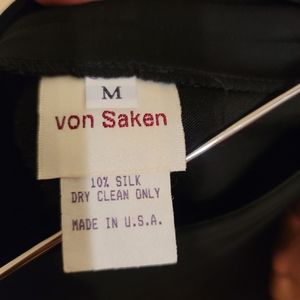 M
von Saken
10% SILK
DRY CLEAN ONLY
MADE IN U.S.A.